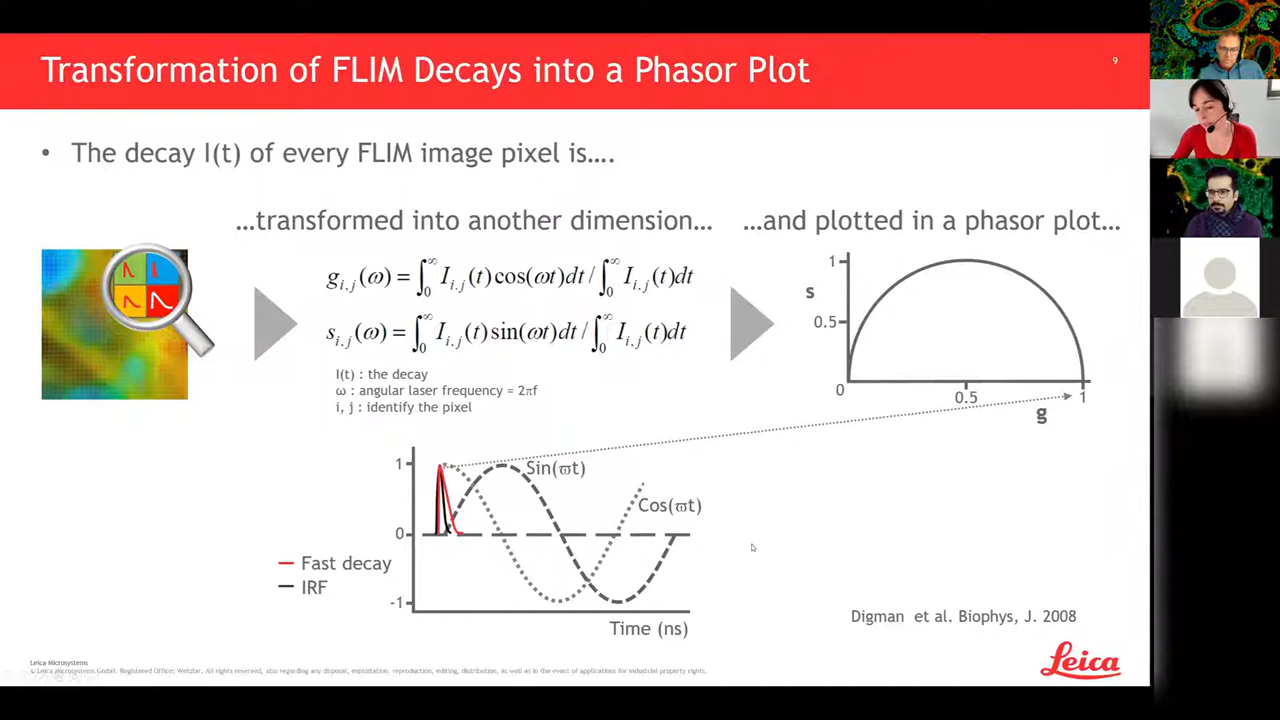 Transformation of FLIM Decays into a Phasor Plot
9
• The decay I(t) of every FLIM image pixel is….
…transformed into another dimension…
…and plotted in a phasor plot…
g i,j (ω) = ∫₀^∞ I i,j (t) cos(ωt)dt / ∫₀^∞ I i,j (t)dt
s i,j (ω) = ∫₀^∞ I i,j (t) sin(ωt)dt / ∫₀^∞ I i,j (t)dt
I(t) : the decay
ω : angular laser frequency = 2πf
i, j : identify the pixel
1
s
0.5
0
0.5
1
g
1
Sin(ϖt)
Cos(ϖt)
0
Fast decay
IRF
-1
Time (ns)
Digman et al. Biophys, J. 2008
Leica Microsystems
© Leica Microsystems GmbH. Registered Office: Wetzlar. All rights reserved, also regarding any disposal, exploitation, reproduction, editing, distribution, as well as in the event of applications for industrial property rights.
Leica